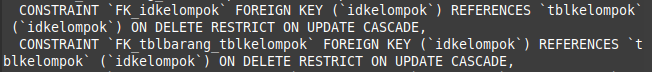 CONSTRAINT `FK_idkelompok` FOREIGN KEY (`idkelompok`) REFERENCES `tblkelompok`
(`idkelompok`) ON DELETE RESTRICT ON UPDATE CASCADE,
CONSTRAINT `FK_tblbarang_tblkelompok` FOREIGN KEY (`idkelompok`) REFERENCES `t
blkelompok` (`idkelompok`) ON DELETE RESTRICT ON UPDATE CASCADE,